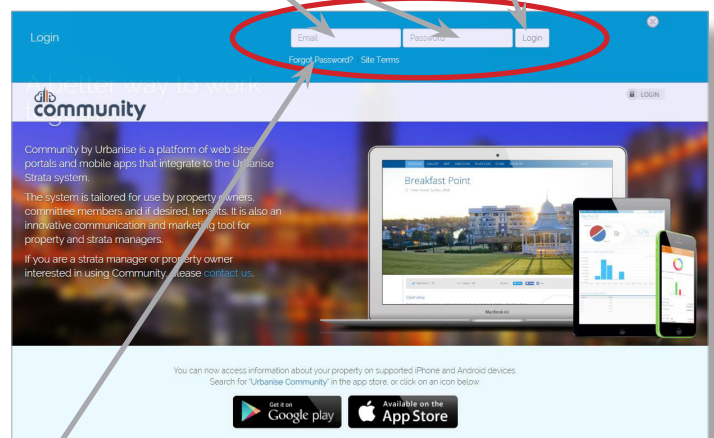 Login
Email
Password
Login
Forgot Password?
Site Terms
A better way to work
community
LOGIN
Community by Urbanise is a platform of web sites,
portals and mobile apps that integrate to the Urbanise
Strata system.
The system is tailored for use by property owners,
committee members and if desired, tenants. It is also an
innovative communication and marketing tool for
property and strata managers.
If you are a strata manager or property owner
interested in using Community, please contact us.
Breakfast Point
Overview
MacBook Air
You can now access information about your property on supported iPhone and Android devices.
Search for "Urbanise Community" in the app store, or click on an icon below
Get it on
Google play
Available on the
App Store